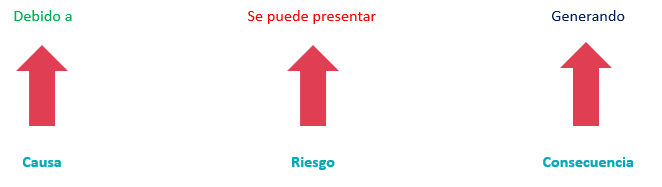 Debido a
Se puede presentar
Generando
Causa
Riesgo
Consecuencia